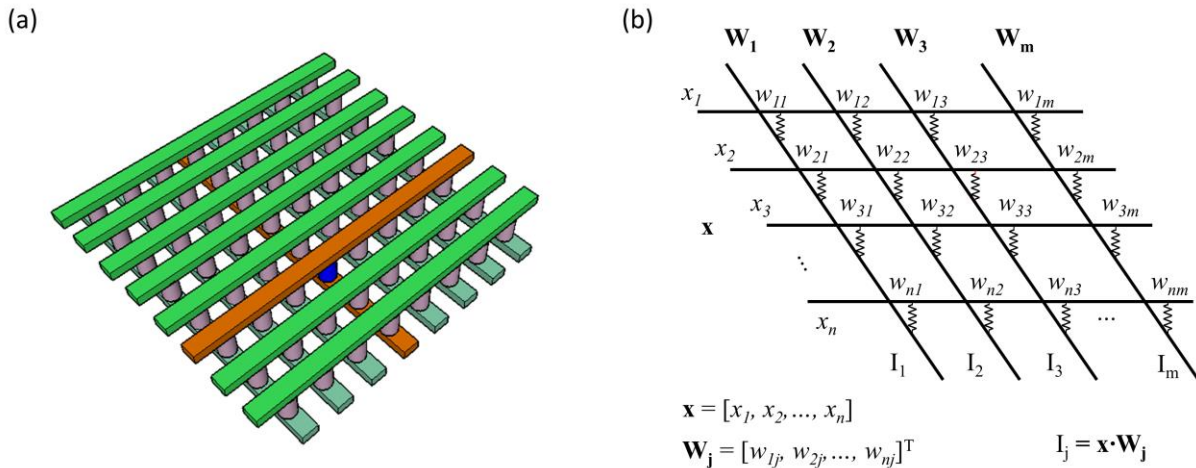 (a)
(b)
W₁ W₂ W₃ Wₘ
x₁ w₁₁ w₁₂ w₁₃ w₁ₘ
x₂ w₂₁ w₂₂ w₂₃ w₂ₘ
x₃ w₃₁ w₃₂ w₃₃ w₃ₘ
x
...
wₙ₁ wₙ₂ wₙ₃ wₙₘ
...
xₙ
I₁ I₂ I₃ Iₘ
x = [x₁, x₂,..., xₙ]
Wⱼ = [w₁ⱼ, w₂ⱼ,..., wₙⱼ]ᵀ Iⱼ = x·Wⱼ